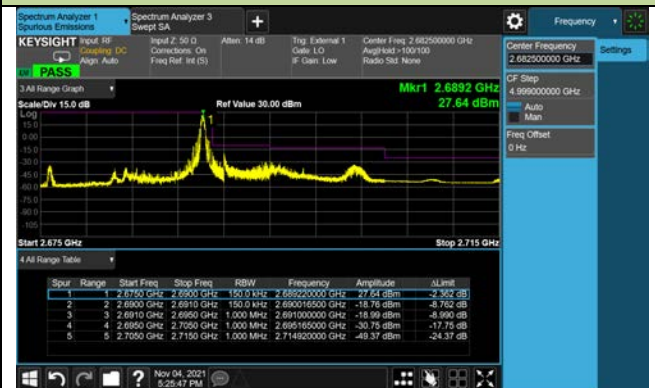 Spectrum Analyzer 1
Spurious Emissions
Spectrum Analyzer 3
Swept SA
+
Frequency
KEYSIGHT
Input: RF
Coupling: DC
Align: Auto
Input Z: 50 Ω
Corrections: On
Freq Ref: Int (S)
Atten: 14 dB
Trig: External 1
Gate: LO
IF Gain: Low
Center Freq: 2.682500000 GHz
Avg|Hold:>100/100
Radio Std: None
PASS
Center Frequency
2.682500000 GHz
Settings
CF Step
4.999000000 GHz
Auto
Man
Freq Offset
0 Hz
3 All Range Graph
Mkr1 2.6892 GHz
27.64 dBm
Scale/Div 15.0 dB
Ref Value 30.00 dBm
Log
15.0
0.00
-15.0
-30.0
-45.0
-60.0
-75.0
-90.0
-105
1
Start 2.675 GHz
Stop 2.715 GHz
4 All Range Table
Spur Range Start Freq Stop Freq RBW Frequency Amplitude ΔLimit
1 1 2.6750 GHz 2.6900 GHz 150.0 kHz 2.689220000 GHz 27.64 dBm -2.362 dB
2 2 2.6900 GHz 2.6910 GHz 150.0 kHz 2.690016500 GHz -18.76 dBm -8.762 dB
3 3 2.6910 GHz 2.6950 GHz 1.000 MHz 2.691000000 GHz -18.99 dBm -8.990 dB
4 4 2.6950 GHz 2.7050 GHz 1.000 MHz 2.695165000 GHz -30.75 dBm -17.75 dB
5 5 2.7050 GHz 2.7150 GHz 1.000 MHz 2.714920000 GHz -49.37 dBm -24.37 dB
?
Nov 04, 2021
5:25:47 PM